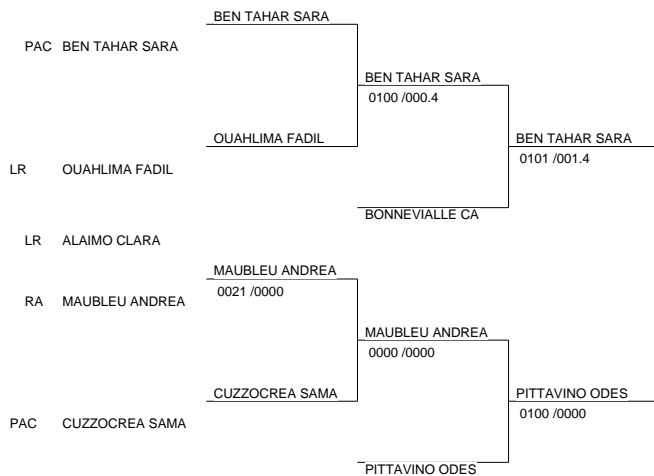 BEN TAHAR SARA
PAC BEN TAHAR SARA
BEN TAHAR SARA
0100 /000.4
OUAHLIMA FADIL
BEN TAHAR SARA
0101 /001.4
LR OUAHLIMA FADIL
BONNEVIALLE CA
LR ALAIMO CLARA
MAUBLEU ANDREA
0021 /0000
RA MAUBLEU ANDREA
MAUBLEU ANDREA
0000 /0000
CUZZOCREA SAMA
PITTAVINO ODES
0100 /0000
PAC CUZZOCREA SAMA
PITTAVINO ODES